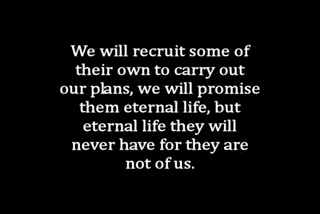 We will recruit some of
their own to carry out
our plans, we will promise
them eternal life, but
eternal life they will
never have for they are
not of us.